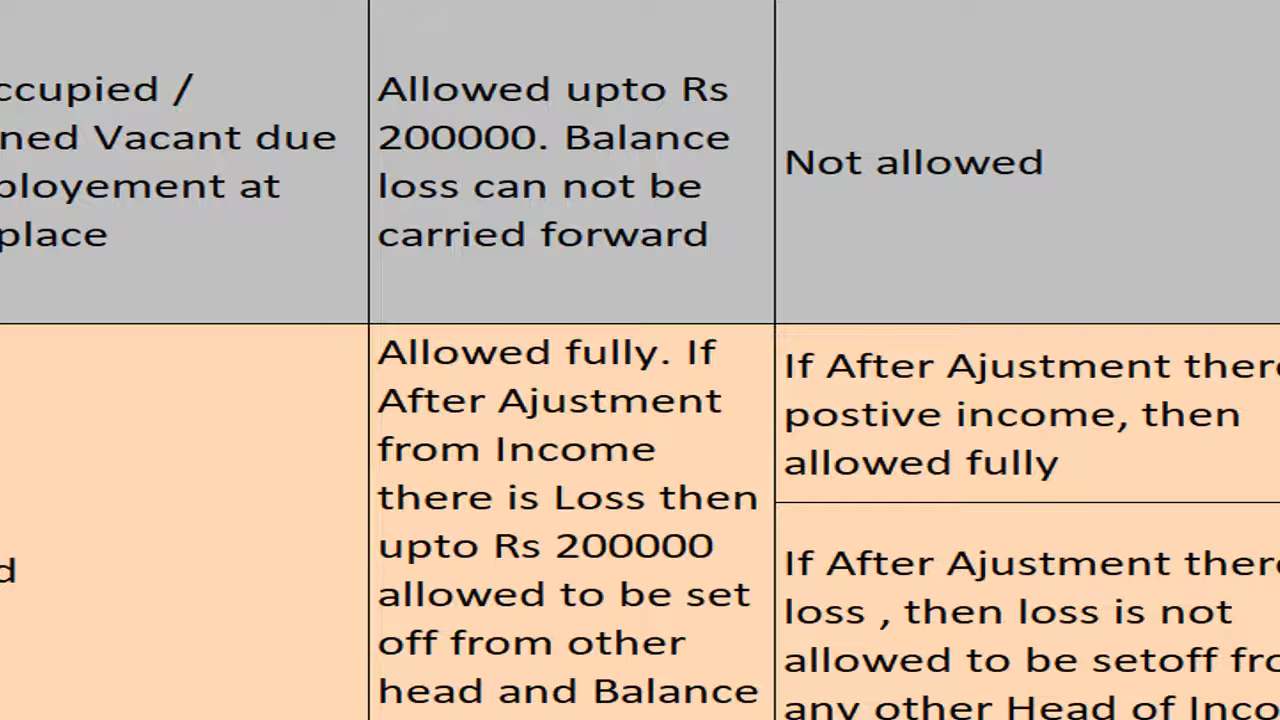 ccupied /
ned Vacant due
ployement at
place
Allowed upto Rs
200000. Balance
loss can not be
carried forward
Not allowed
d
Allowed fully. If
After Ajustment
from Income
there is Loss then
upto Rs 200000
allowed to be set
off from other
head and Balance
If After Ajustment there
postive income, then
allowed fully
If After Ajustment there
loss , then loss is not
allowed to be setoff fro
any other Head of Inco